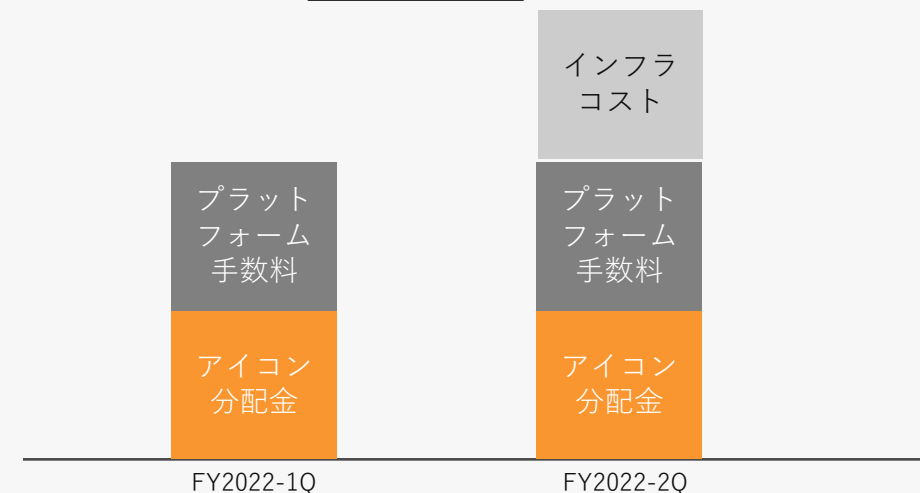 インフラ
コスト
プラット
フォーム
手数料
プラット
フォーム
手数料
アイコン
分配金
アイコン
分配金
FY2022-1Q
FY2022-2Q